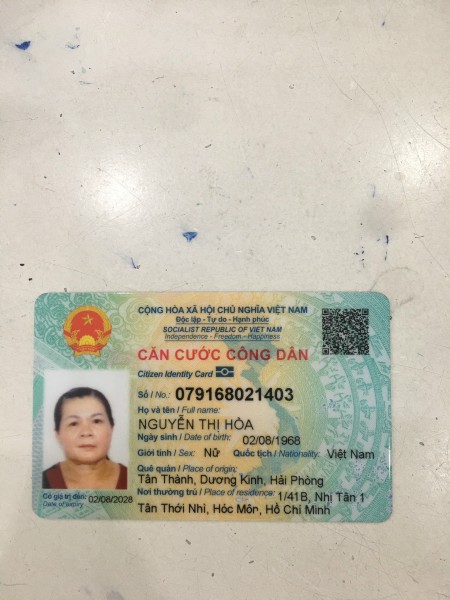 CỘNG HÒA XÃ HỘI CHỦ NGHĨA VIỆT NAM
Độc lập - Tự do - Hạnh phúc
SOCIALIST REPUBLIC OF VIET NAM
Independence - Freedom - Happiness
CĂN CƯỚC CÔNG DÂN
Citizen Identity Card
Số / No.: 079168021403
Họ và tên / Full name:
NGUYỄN THỊ HÒA
Ngày sinh / Date of birth: 02/08/1968
Giới tính / Sex: Nữ Quốc tịch / Nationality: Việt Nam
Quê quán / Place of origin:
Tân Thành, Dương Kinh, Hải Phòng
Nơi thường trú / Place of residence: 1/41B, Nhị Tân 1
Tân Thới Nhì, Hóc Môn, Hồ Chí Minh
Có giá trị đến: 02/08/2028
Date of expiry